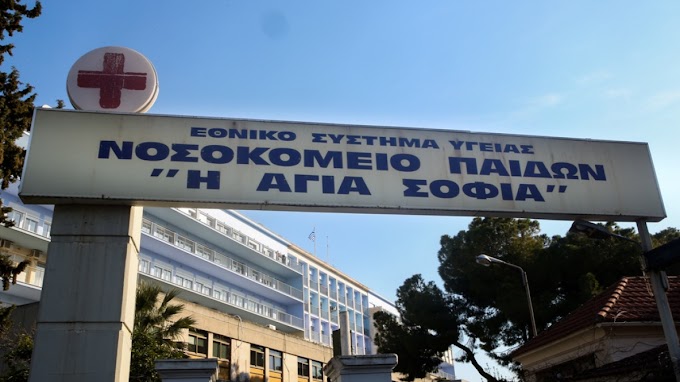 ΕΘΝΙΚΟ ΣΥΣΤΗΜΑ ΥΓΕΙΑΣ
ΝΟΣΟΚΟΜΕΙΟ ΠΑΙΔΩΝ
"Η ΑΓΙΑ ΣΟΦΙΑ"